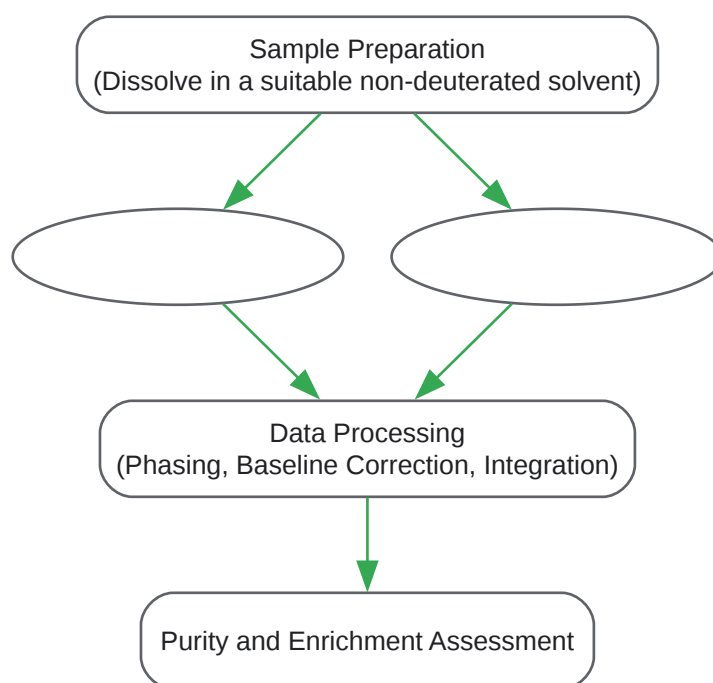 Sample Preparation
(Dissolve in a suitable non-deuterated solvent)
Data Processing
(Phasing, Baseline Correction, Integration)
Purity and Enrichment Assessment